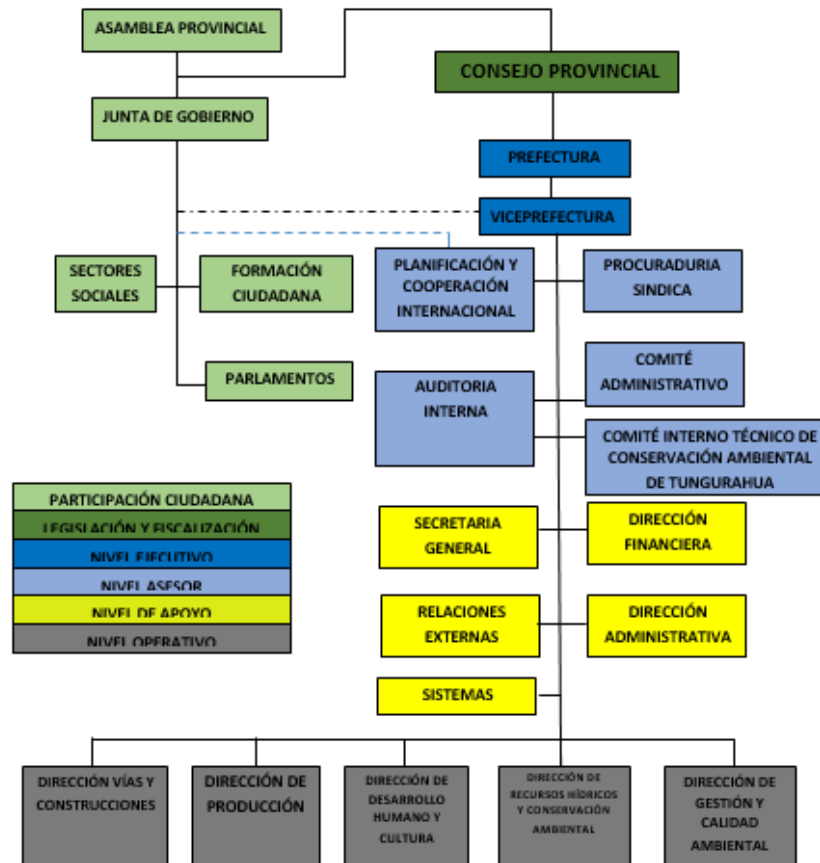 ASAMBLEA PROVINCIAL
CONSEJO PROVINCIAL
JUNTA DE GOBIERNO
PREFECTURA
VICEPREFECTURA
SECTORES
SOCIALES
FORMACIÓN
CIUDADANA
PLANIFICACIÓN Y
COOPERACIÓN
INTERNACIONAL
PROCURADURIA
SINDICA
PARLAMENTOS
AUDITORIA
INTERNA
COMITÉ
ADMINISTRATIVO
COMITÉ INTERNO TÉCNICO DE
CONSERVACIÓN AMBIENTAL
DE TUNGURAHUA
PARTICIPACIÓN CIUDADANA
LEGISLACIÓN Y FISCALIZACIÓN
NIVEL EJECUTIVO
NIVEL ASESOR
NIVEL DE APOYO
NIVEL OPERATIVO
SECRETARIA
GENERAL
DIRECCIÓN
FINANCIERA
RELACIONES
EXTERNAS
DIRECCIÓN
ADMINISTRATIVA
SISTEMAS
DIRECCIÓN VÍAS Y
CONSTRUCCIONES
DIRECCIÓN DE
PRODUCCIÓN
DIRECCIÓN DE
DESARROLLO
HUMANO Y
CULTURA
DIRECCIÓN DE
RECURSOS HÍDRICOS
Y CONSERVACIÓN
AMBIENTAL
DIRECCIÓN DE
GESTIÓN Y
CALIDAD
AMBIENTAL